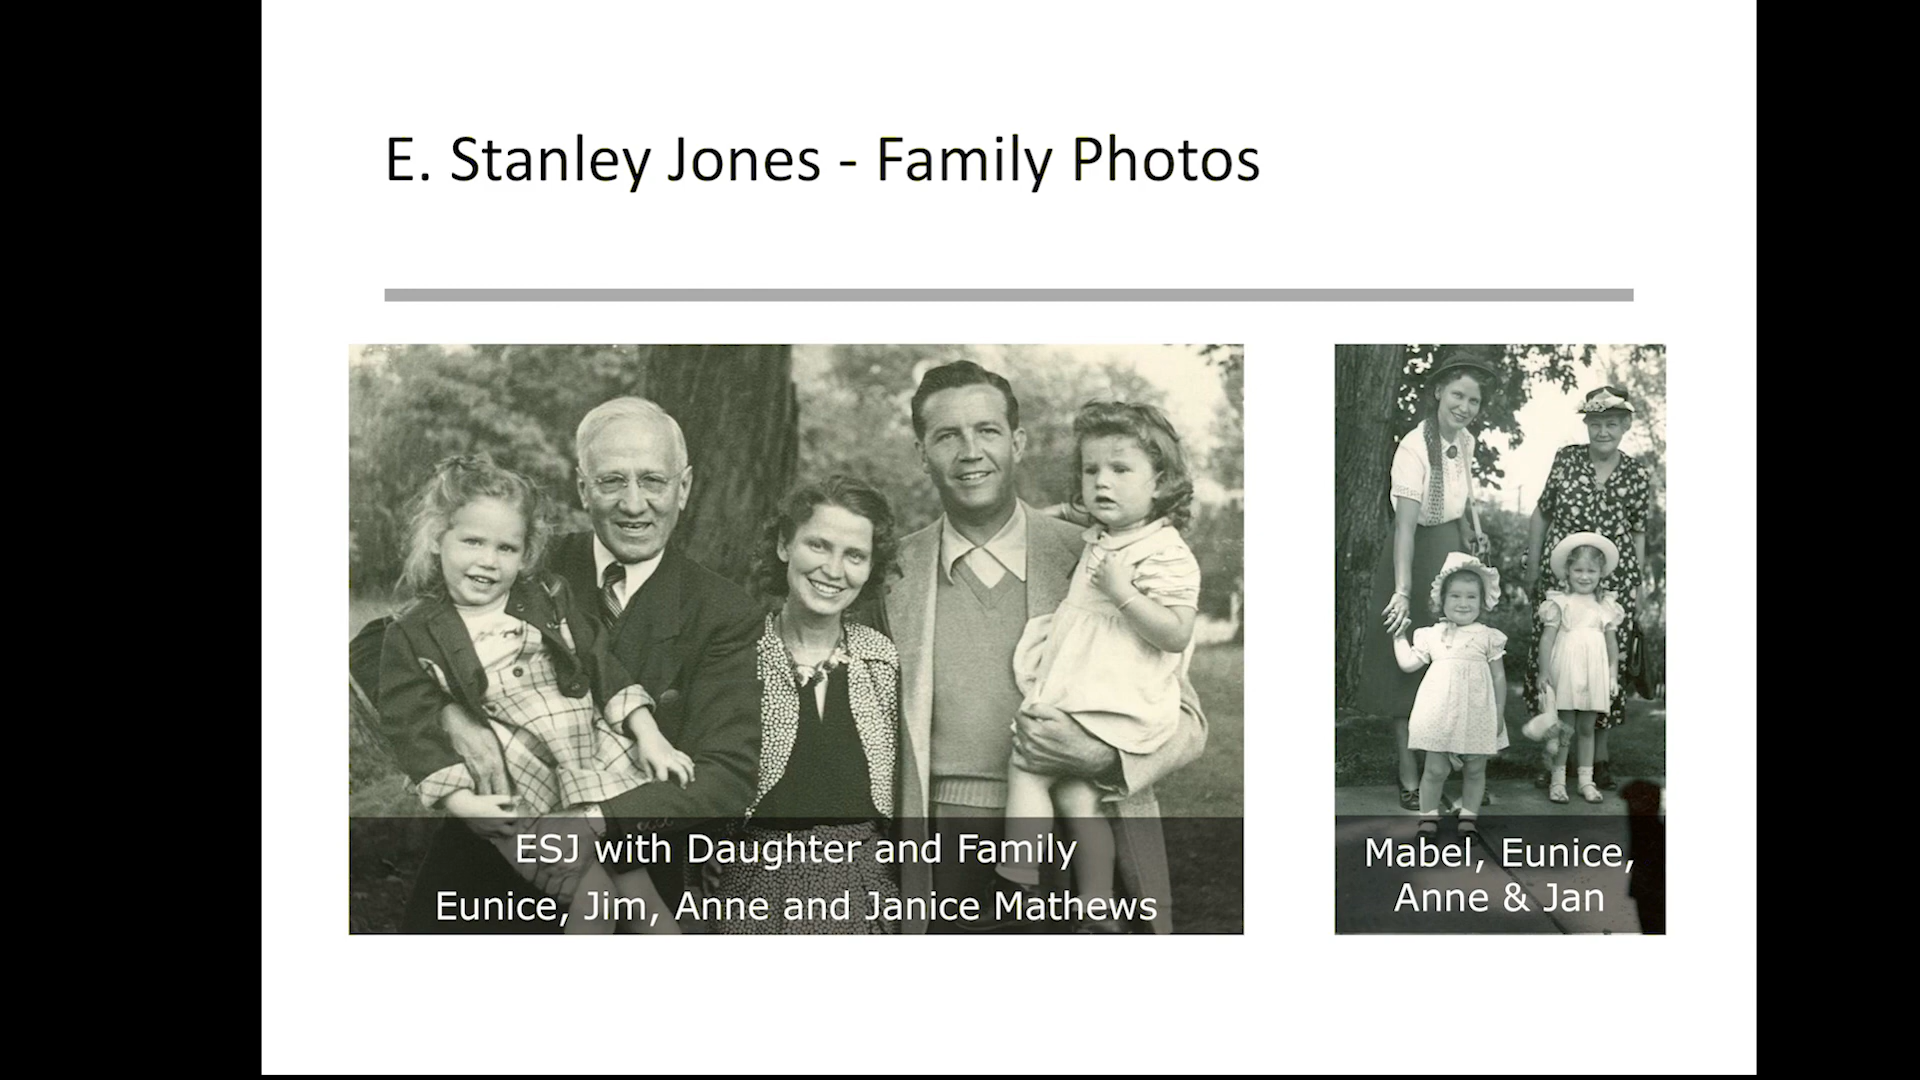 E. Stanley Jones - Family Photos
ESJ with Daughter and Family
Eunice, Jim, Anne and Janice Mathews
Mabel, Eunice,
Anne & Jan